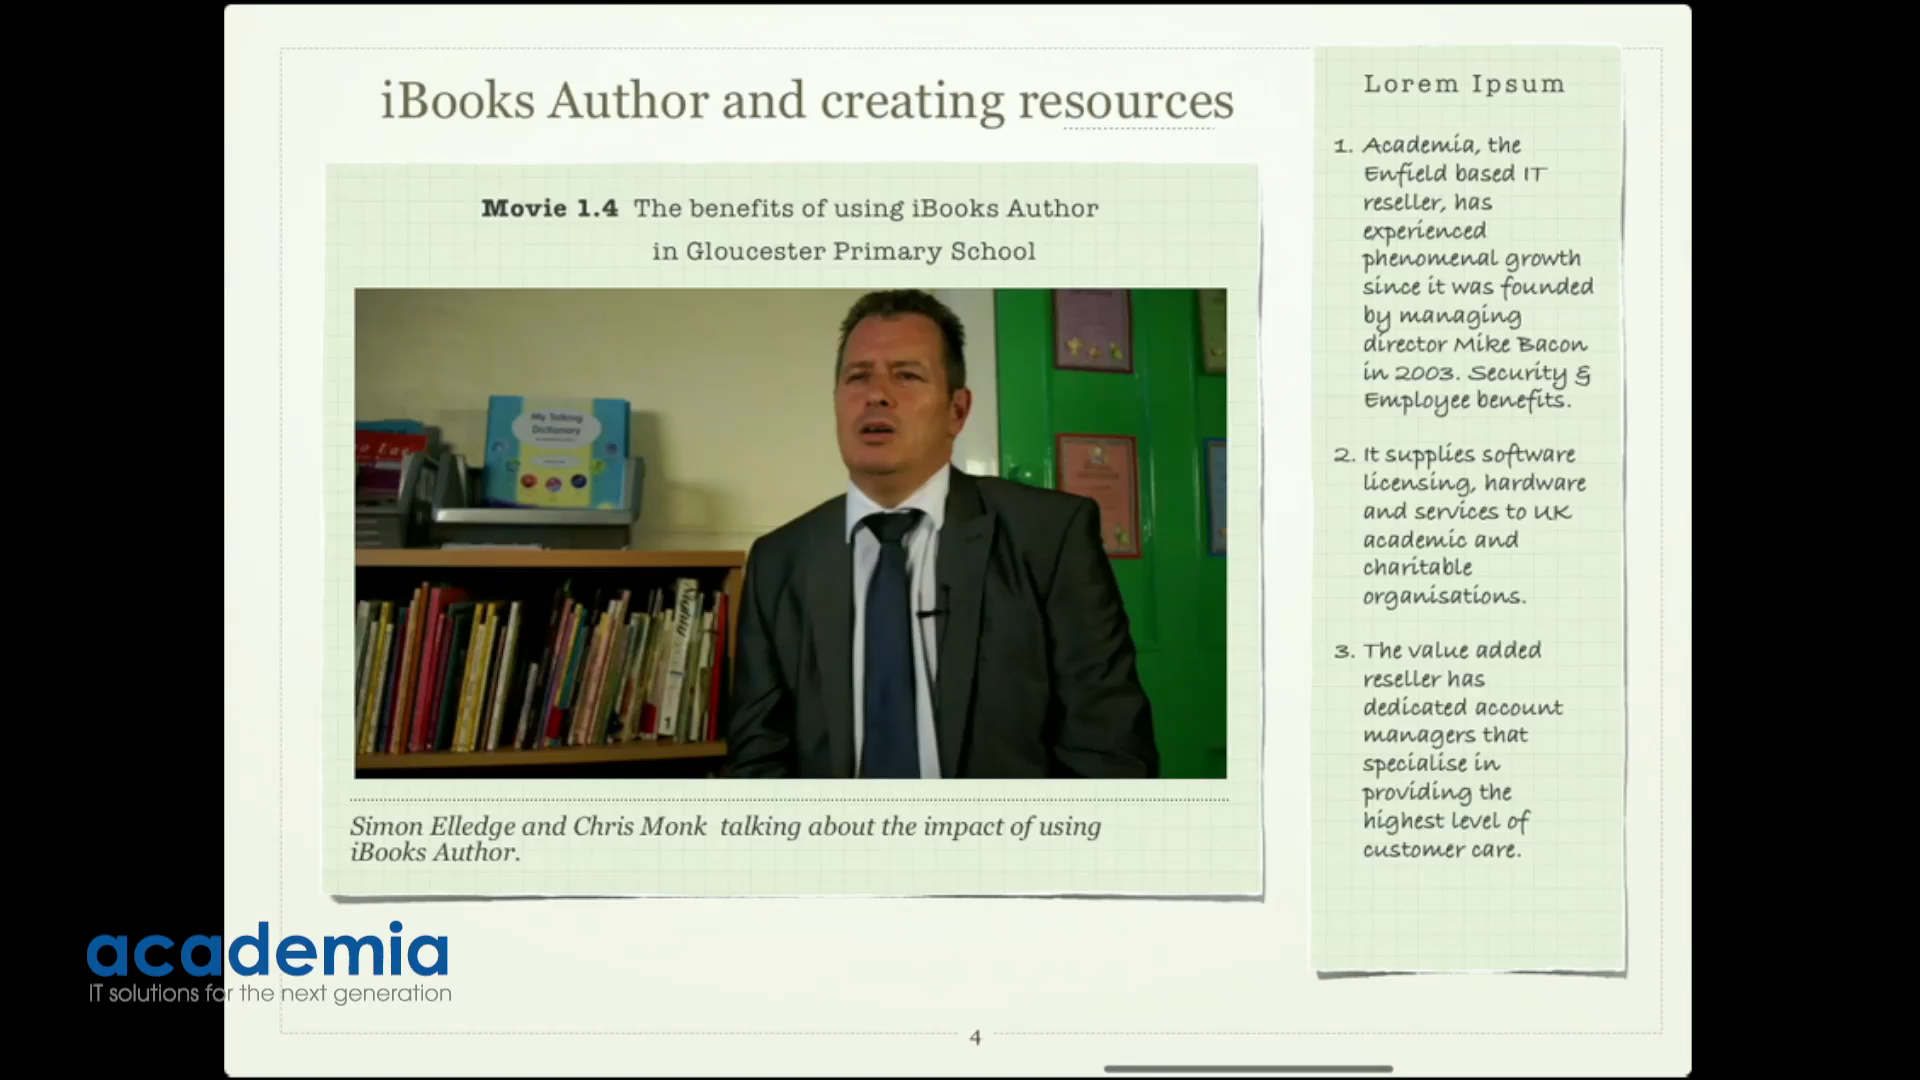 iBooks Author and creating resources
Movie 1.4 The benefits of using iBooks Author
in Gloucester Primary School
My Talking
Dictionary
Simon Elledge and Chris Monk talking about the impact of using
iBooks Author.
Lorem Ipsum
1. Academia, the
Enfield based IT
reseller, has
experienced
phenomenal growth
since it was founded
by managing
director Mike Bacon
in 2003. Security &
Employee benefits.
2. It supplies software
licensing, hardware
and services to UK
academic and
charitable
organisations.
3. The value added
reseller has
dedicated account
managers that
specialise in
providing the
highest level of
customer care.
academia
IT solutions for the next generation
4